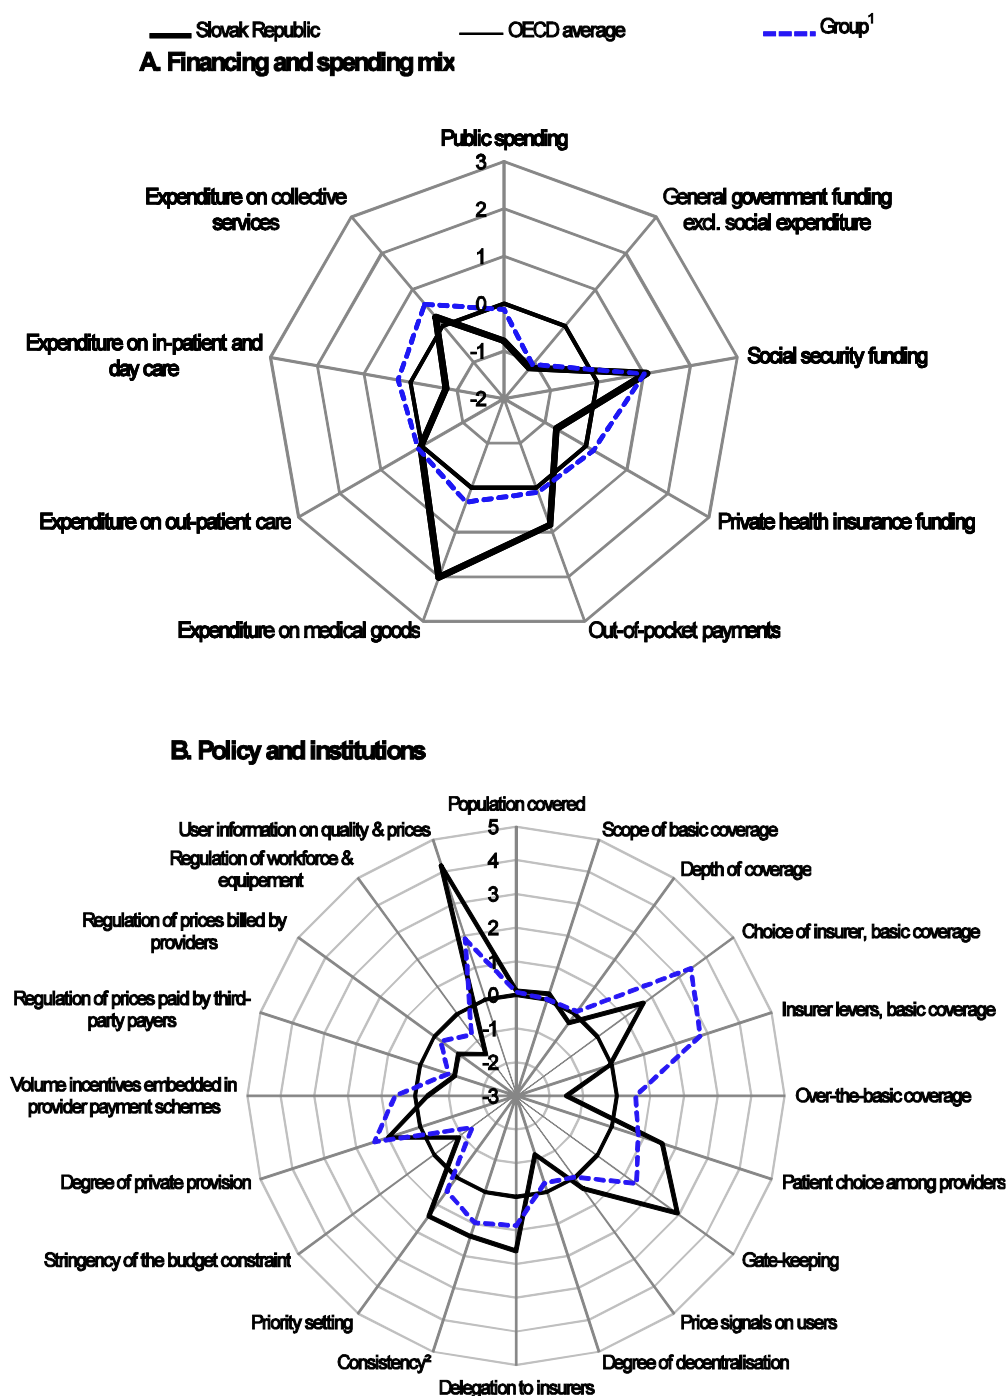 Slovak Republic
OECD average
Group1
A. Financing and spending mix
Public spending
3
2
1
0
-1
-2
General government funding
excl. social expenditure
Social security funding
Private health insurance funding
Out-of-pocket payments
Expenditure on medical goods
Expenditure on out-patient care
Expenditure on in-patient and
day care
Expenditure on collective
services
B. Policy and institutions
Population covered
5
4
3
2
1
0
-1
-2
-3
Scope of basic coverage
Depth of coverage
Choice of insurer, basic coverage
Insurer levers, basic coverage
Over-the-basic coverage
Patient choice among providers
Gate-keeping
Price signals on users
Degree of decentralisation
Delegation to insurers
Consistency²
Priority setting
Stringency of the budget constraint
Degree of private provision
Volume incentives embedded in
provider payment schemes
Regulation of prices paid by third-
party payers
Regulation of prices billed by
providers
Regulation of workforce &
equipement
User information on quality & prices